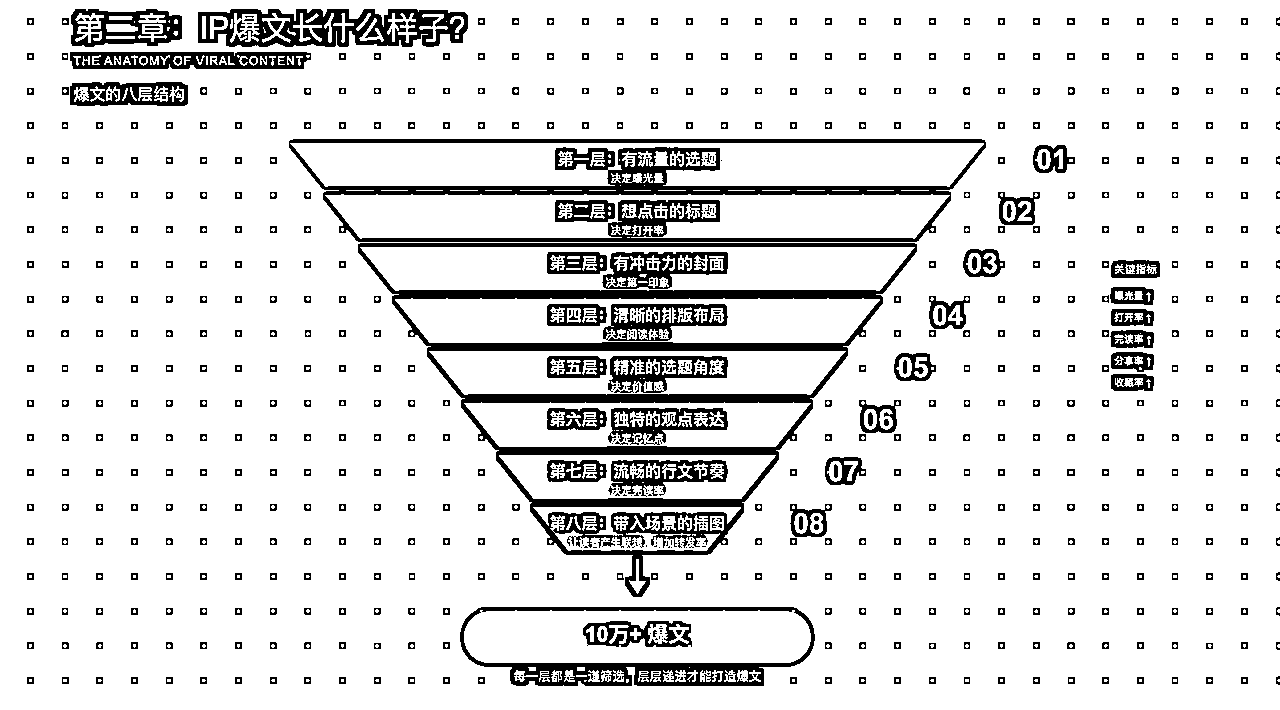 第二章：IP爆文长什么样子？
THE ANATOMY OF VIRAL CONTENT
爆文的八层结构
第一层：有流量的选题
决定曝光量
01
第二层：想点击的标题
决定打开率
02
第三层：有冲击力的封面
决定第一印象
03
第四层：清晰的排版布局
决定阅读体验
04
第五层：精准的选题角度
决定价值感
05
第六层：独特的观点表达
决定记忆点
06
第七层：流畅的行文节奏
决定完读率
07
第八层：带入场景的插图
让读者产生联想，增加转发率
08
关键指标
曝光量↑
打开率↑
完读率↑
分享率↑
收藏率↑
10万+ 爆文
每一层都是一道筛选，层层递进才能打造爆文